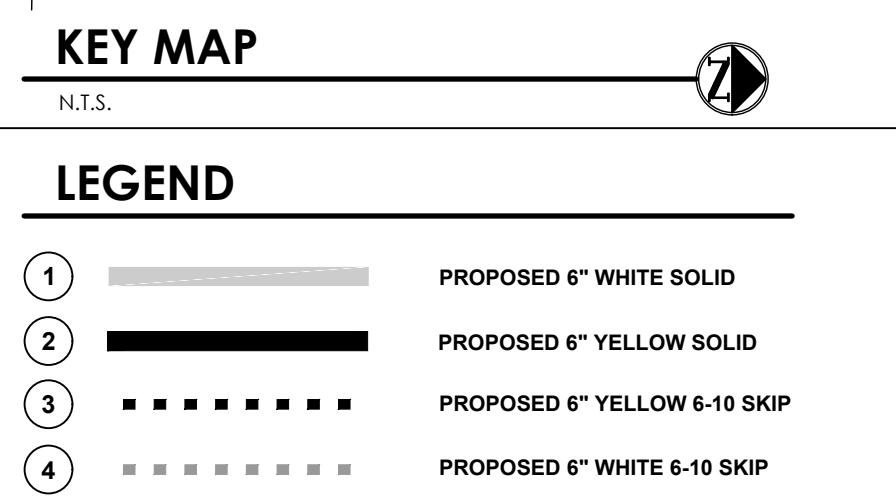 KEY MAP
N.T.S.
N
LEGEND
1 PROPOSED 6" WHITE SOLID
2 PROPOSED 6" YELLOW SOLID
3 PROPOSED 6" YELLOW 6-10 SKIP
4 PROPOSED 6" WHITE 6-10 SKIP